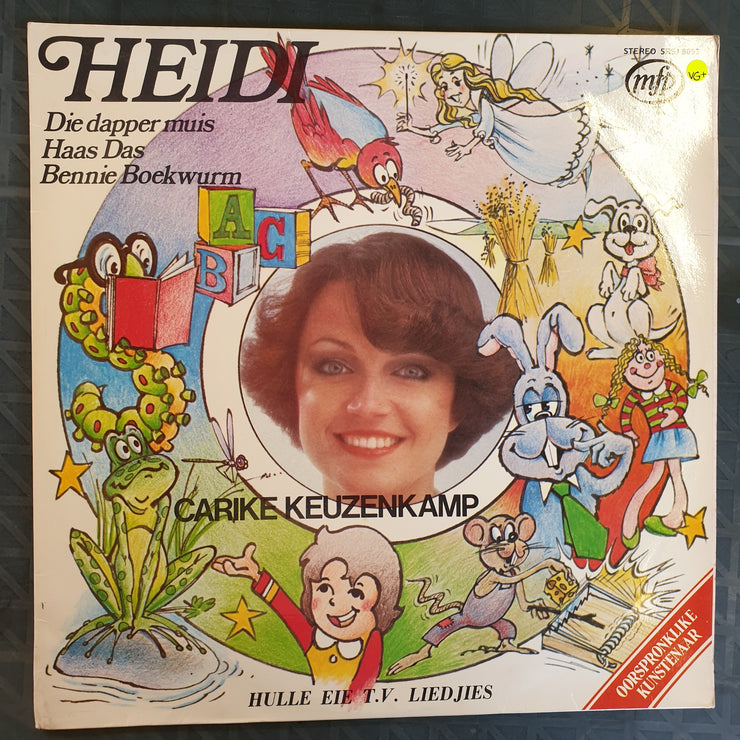 HEIDI
Die dapper muis
Haas Das
Bennie Boekwurm
STEREO
mfp
VG+
A
B
C
CARIKE KEUZENKAMP
HULLE EIE T.V. LIEDJIES
OORSPRONKLIKE
KUNSTENAAR